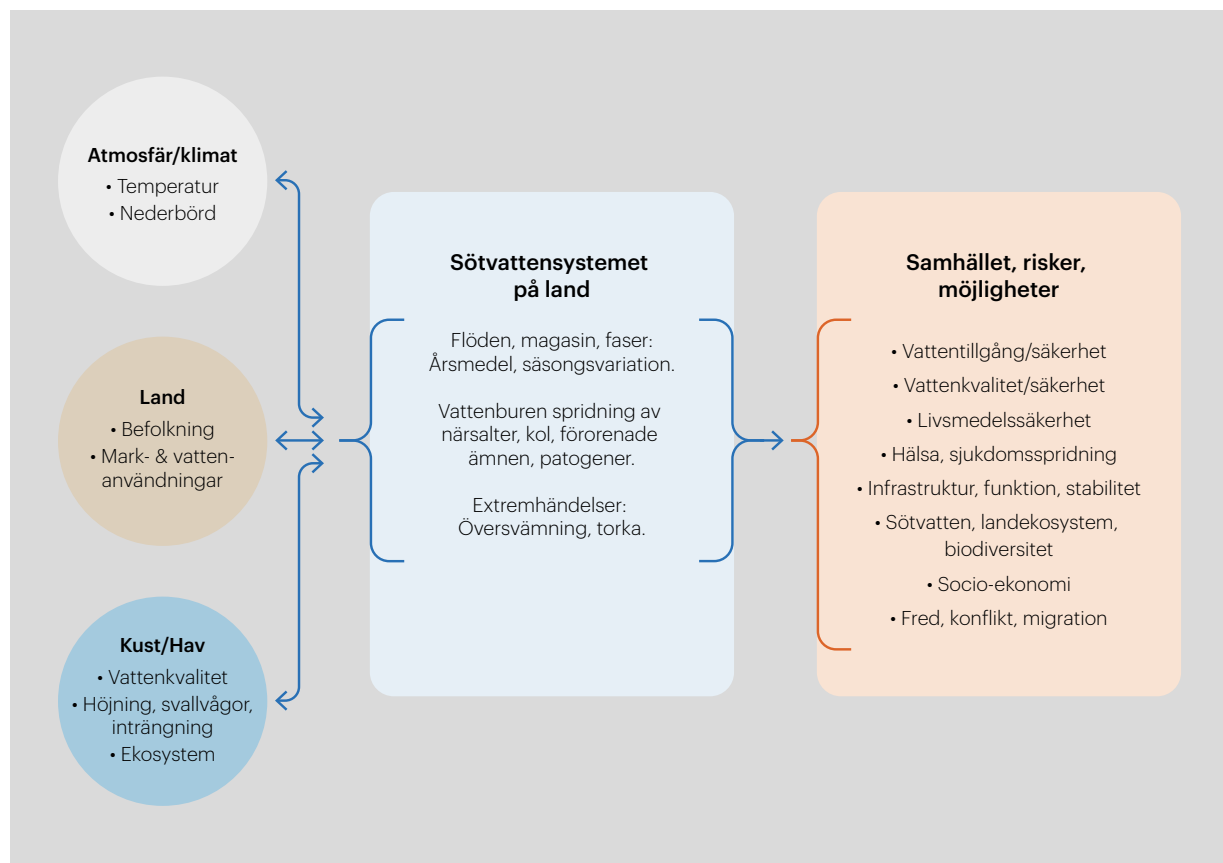 Atmosfär/klimat
• Temperatur
• Nederbörd
Land
• Befolkning
• Mark- & vatten-
användningar
Kust/Hav
• Vattenkvalitet
• Höjning, svallvågor,
inträngning
• Ekosystem
Sötvattensystemet
på land
Flöden, magasin, faser:
Årsmedel, säsongsvariation.
Vattenburen spridning av
närsalter, kol, förorenade
ämnen, patogener.
Extremhändelser:
Översvämning, torka.
Samhället, risker,
möjligheter
• Vattentillgång/säkerhet
• Vattenkvalitet/säkerhet
• Livsmedelssäkerhet
• Hälsa, sjukdomsspridning
• Infrastruktur, funktion, stabilitet
• Sötvatten, landekosystem,
biodiversitet
• Socio-ekonomi
• Fred, konflikt, migration